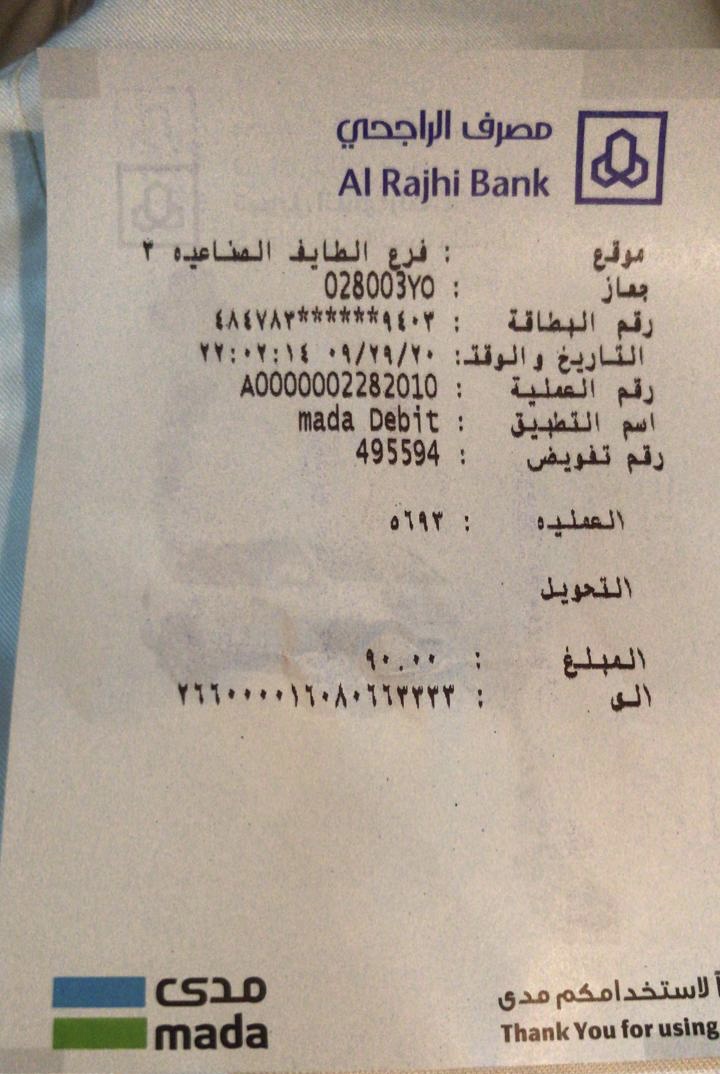 مصرف الراجحي
Al Rajhi Bank
موقع : فرع الطايف الصناعيه ٣
جهاز : 028003YO
رقم البطاقة : ٤٨٤٧٨٣******٩٤٠٣
التاريخ والوقت: ٠٩/٢٩/٢٠ ٢٢:٠٢:١٤
رقم العملية : A0000002282010
اسم التطبيق : mada Debit
رقم تفويض : 495594
العمليه : ٥٦٩٣
التحويل
المبلغ : ٩٠.٠٠
الى : ٢٦٦٠٠٠٠١٦٠٨٠٦٦٣٣٣٣
مدى
mada
لاستخدامكم مدى
Thank You for using